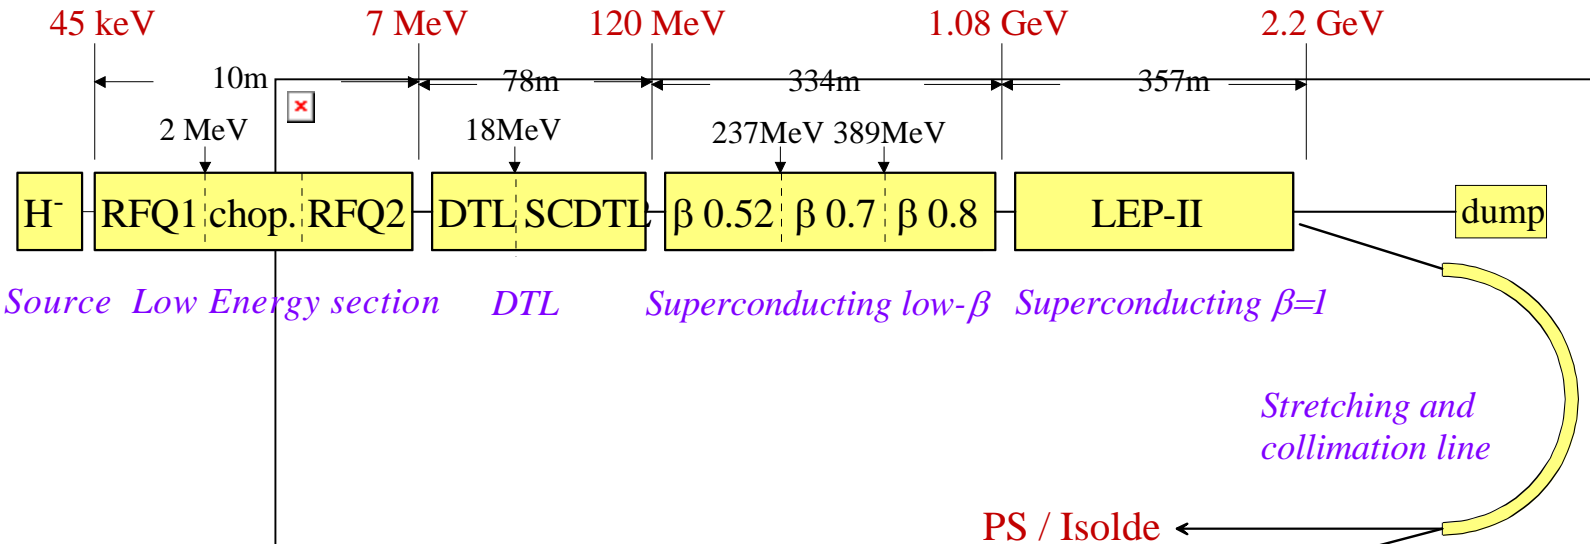 45 keV 7 MeV 120 MeV 1.08 GeV 2.2 GeV
10m 78m 334m 357m
2 MeV 18MeV 237MeV 389MeV
H- RFQ1 chop. RFQ2 DTL SCDTL β 0.52 β 0.7 β 0.8 LEP-II dump
Source Low Energy section DTL Superconducting low-β Superconducting β=1
Stretching and
collimation line
PS / Isolde